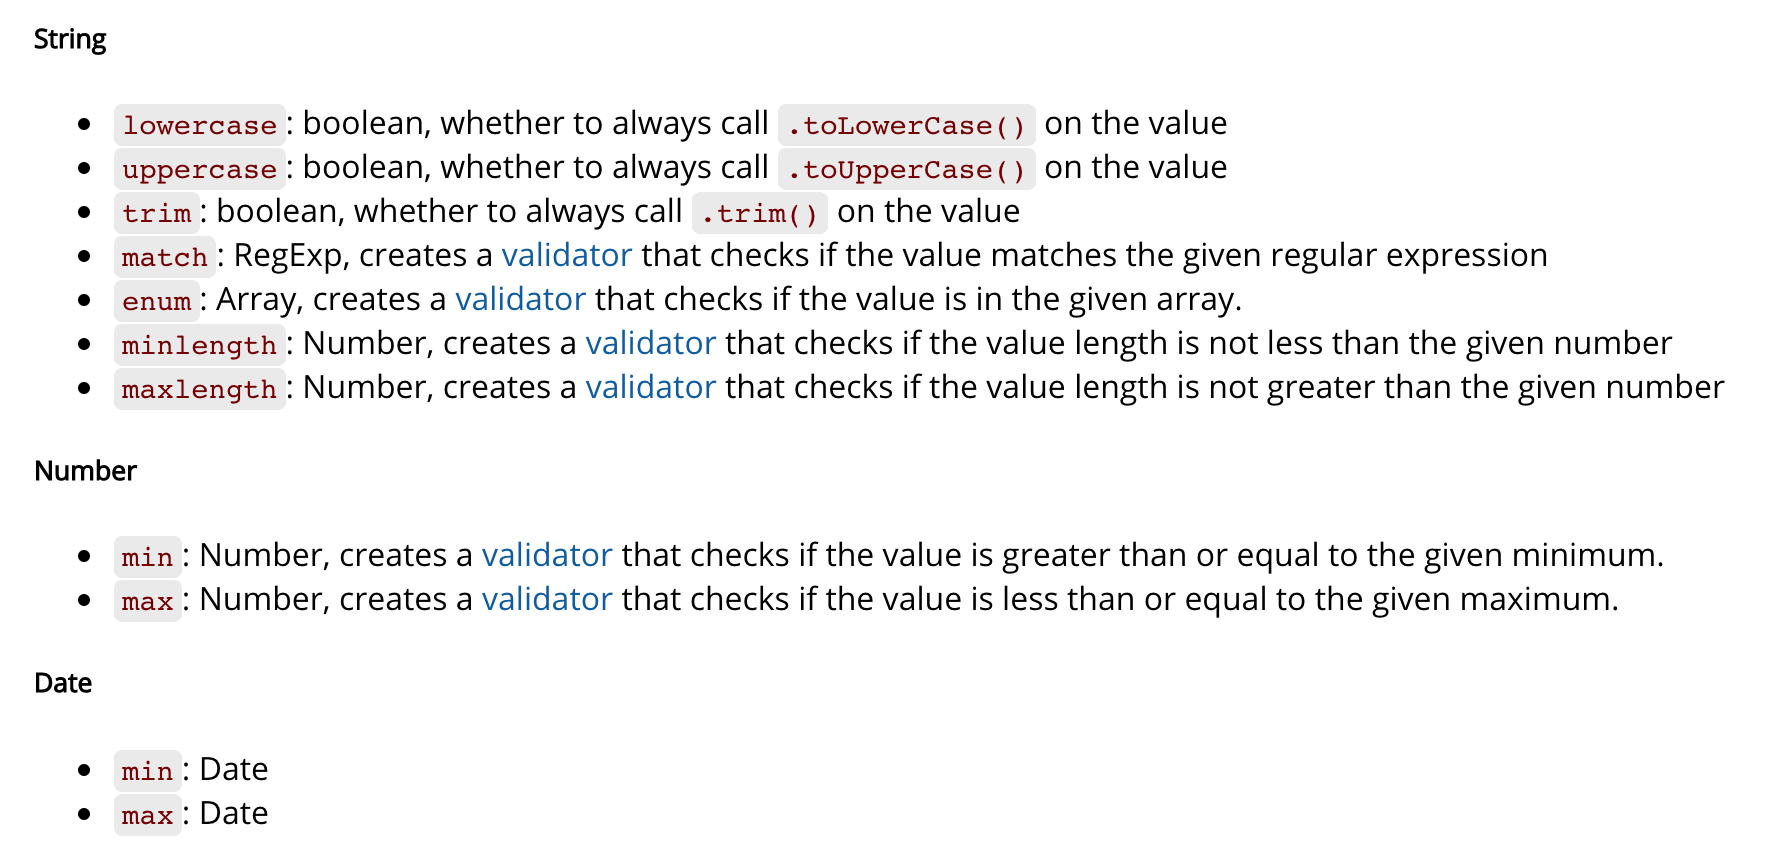 String
lowercase: boolean, whether to always call .toLowerCase() on the value
uppercase: boolean, whether to always call .toUpperCase() on the value
trim: boolean, whether to always call .trim() on the value
match: RegExp, creates a validator that checks if the value matches the given regular expression
enum: Array, creates a validator that checks if the value is in the given array.
minlength: Number, creates a validator that checks if the value length is not less than the given number
maxlength: Number, creates a validator that checks if the value length is not greater than the given number
Number
min: Number, creates a validator that checks if the value is greater than or equal to the given minimum.
max: Number, creates a validator that checks if the value is less than or equal to the given maximum.
Date
min: Date
max: Date